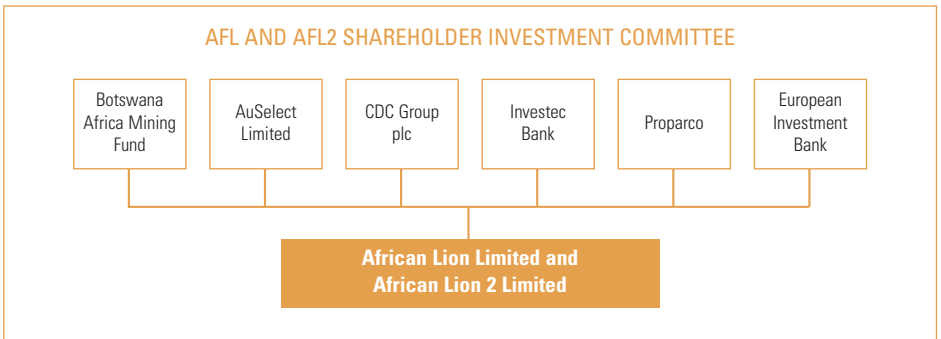 AFL AND AFL2 SHAREHOLDER INVESTMENT COMMITTEE
Botswana
Africa Mining
Fund
AuSelect
Limited
CDC Group
plc
Investec
Bank
Proparco
European
Investment
Bank
African Lion Limited and
African Lion 2 Limited